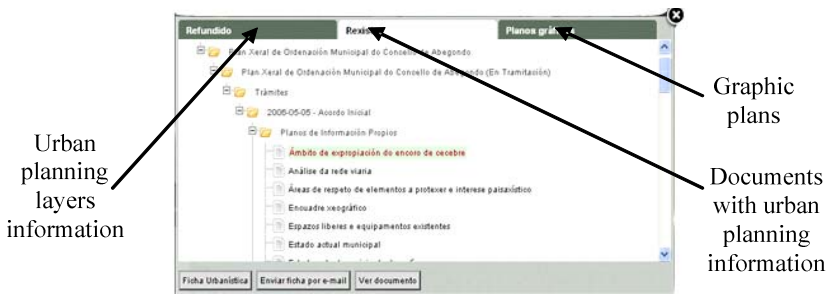 Refundido
Planos gráficos
Plan Xeral de Ordenación Municipal do Concello de Abegondo
Plan Xeral de Ordenación Municipal do Concello de Abegondo (En Tramitación)
Trámites
2006-05-05 - Acordo Inicial
Planos de Información Propios
Ámbito de expropiación do encoro de cecebre
Análise da rede viaria
Áreas de respeto de elementos a protexer e interese paisaxístico
Encuadre xeográfico
Espazos liberes e equipamentos existentes
Estado actual municipal
Ficha Urbanística
Enviar ficha por e-mail
Ver documento
Urban
planning
layers
information
Graphic
plans
Documents
with urban
planning
information